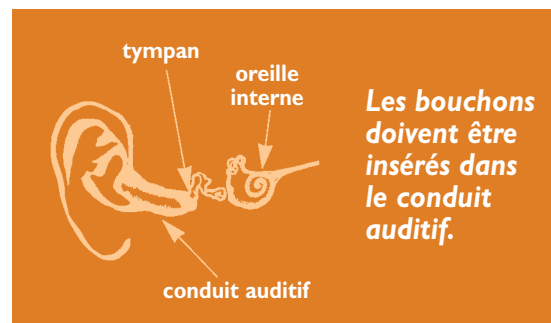 tympan
oreille
interne
Les bouchons
doivent être
insérés dans
le conduit
auditif.
conduit auditif